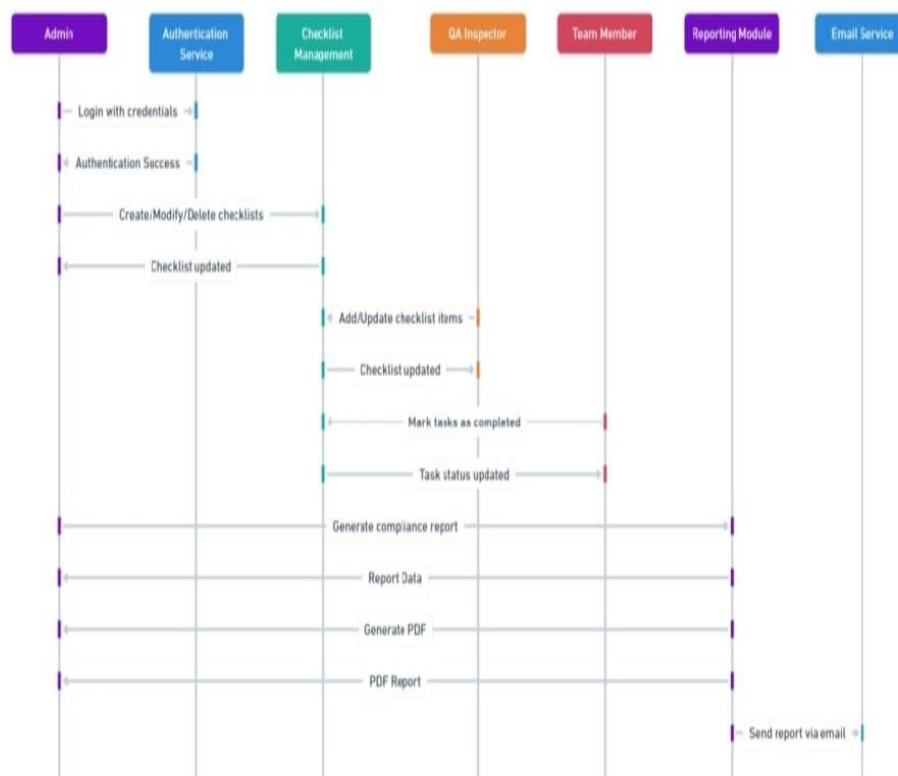 Admin
Authentication
Service
Checklist
Management
QA Inspector
Team Member
Reporting Module
Email Service
Login with credentials
Authentication Success
Create/Modify/Delete checklists
Checklist updated
Add/Update checklist items
Checklist updated
Mark tasks as completed
Task status updated
Generate compliance report
Report Data
Generate PDF
PDF Report
Send report via email